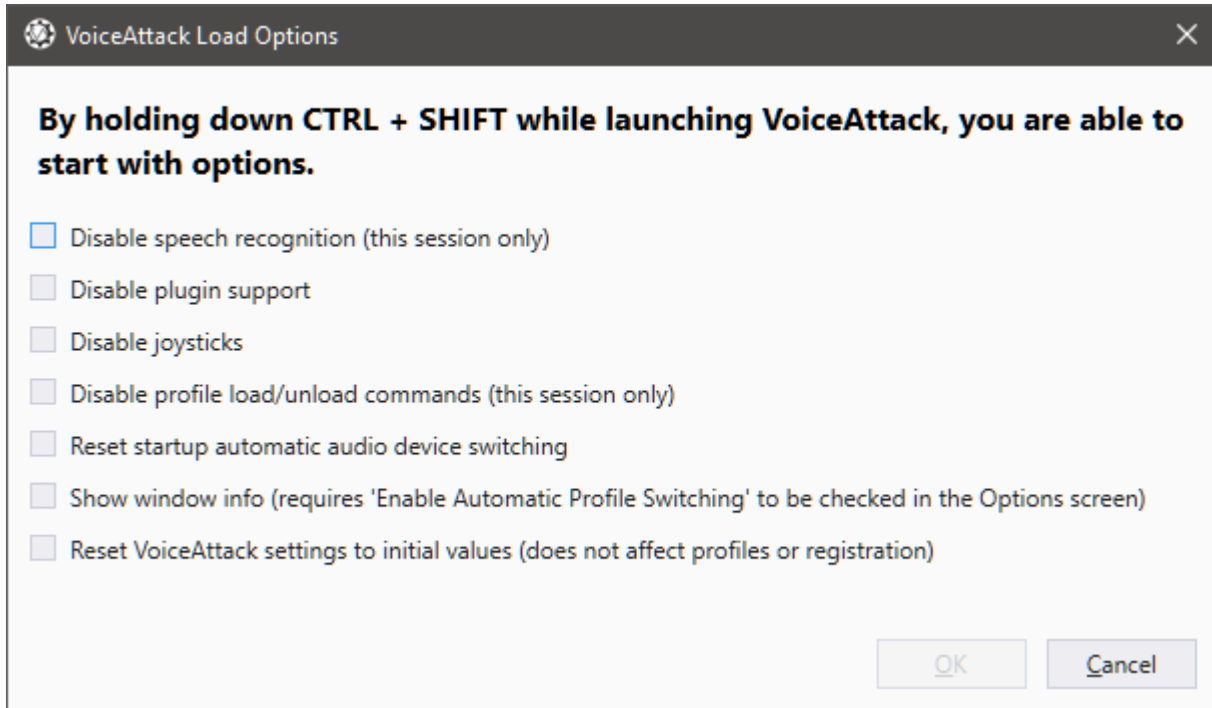 VoiceAttack Load Options
By holding down CTRL + SHIFT while launching VoiceAttack, you are able to
start with options.
Disable speech recognition (this session only)
Disable plugin support
Disable joysticks
Disable profile load/unload commands (this session only)
Reset startup automatic audio device switching
Show window info (requires 'Enable Automatic Profile Switching' to be checked in the Options screen)
Reset VoiceAttack settings to initial values (does not affect profiles or registration)
OK Cancel